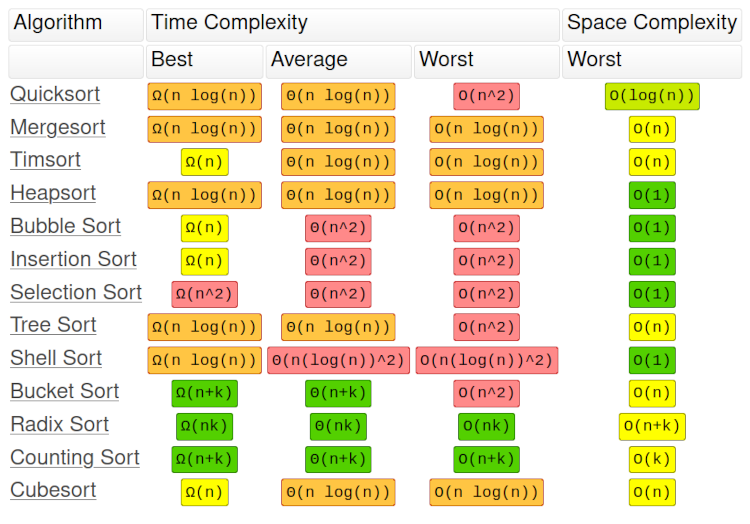 Algorithm Time Complexity Space Complexity
Best Average Worst Worst
Quicksort Ω(n log(n)) Θ(n log(n)) O(n^2) O(log(n))
Mergesort Ω(n log(n)) Θ(n log(n)) O(n log(n)) O(n)
Timsort Ω(n) Θ(n log(n)) O(n log(n)) O(n)
Heapsort Ω(n log(n)) Θ(n log(n)) O(n log(n)) O(1)
Bubble Sort Ω(n) Θ(n^2) O(n^2) O(1)
Insertion Sort Ω(n) Θ(n^2) O(n^2) O(1)
Selection Sort Ω(n^2) Θ(n^2) O(n^2) O(1)
Tree Sort Ω(n log(n)) Θ(n log(n)) O(n^2) O(n)
Shell Sort Ω(n log(n)) Θ(n(log(n))^2) O(n(log(n))^2) O(1)
Bucket Sort Ω(n+k) Θ(n+k) O(n^2) O(n)
Radix Sort Ω(nk) Θ(nk) O(nk) O(n+k)
Counting Sort Ω(n+k) Θ(n+k) O(n+k) O(k)
Cubesort Ω(n) Θ(n log(n)) O(n log(n)) O(n)